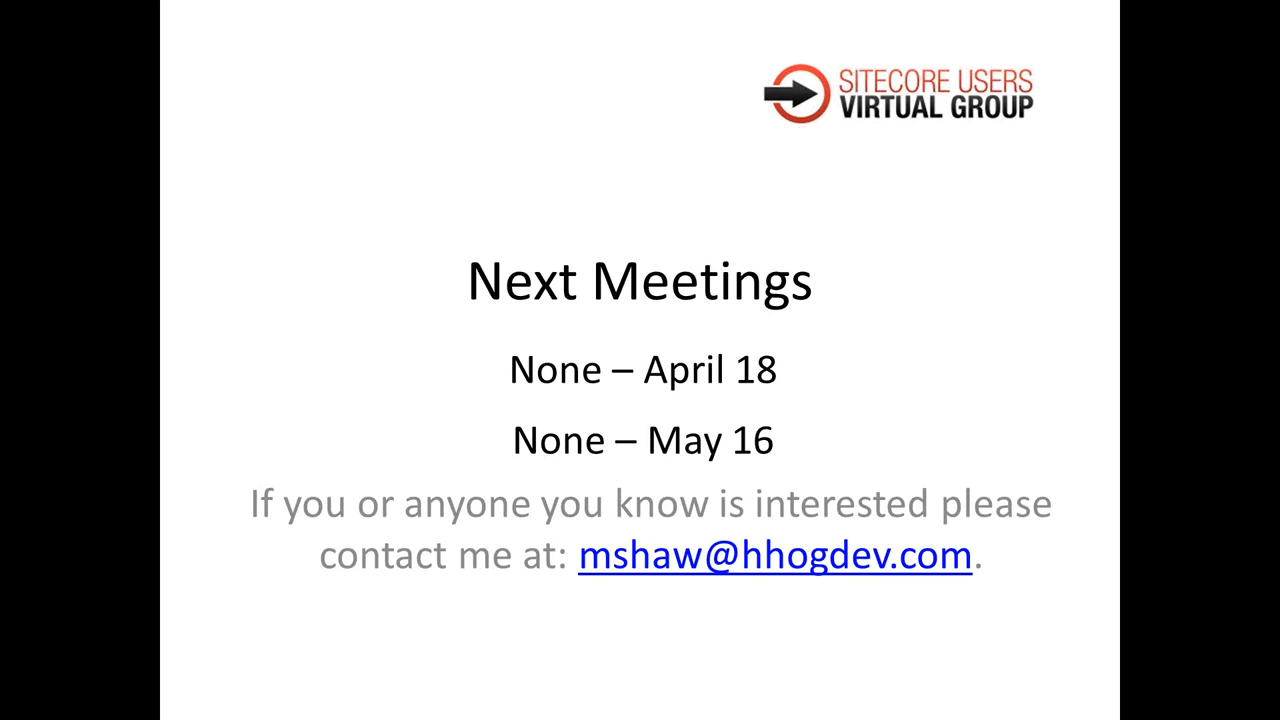 SITECORE USERS
VIRTUAL GROUP
Next Meetings
None – April 18
None – May 16
If you or anyone you know is interested please
contact me at: mshaw@hhogdev.com.